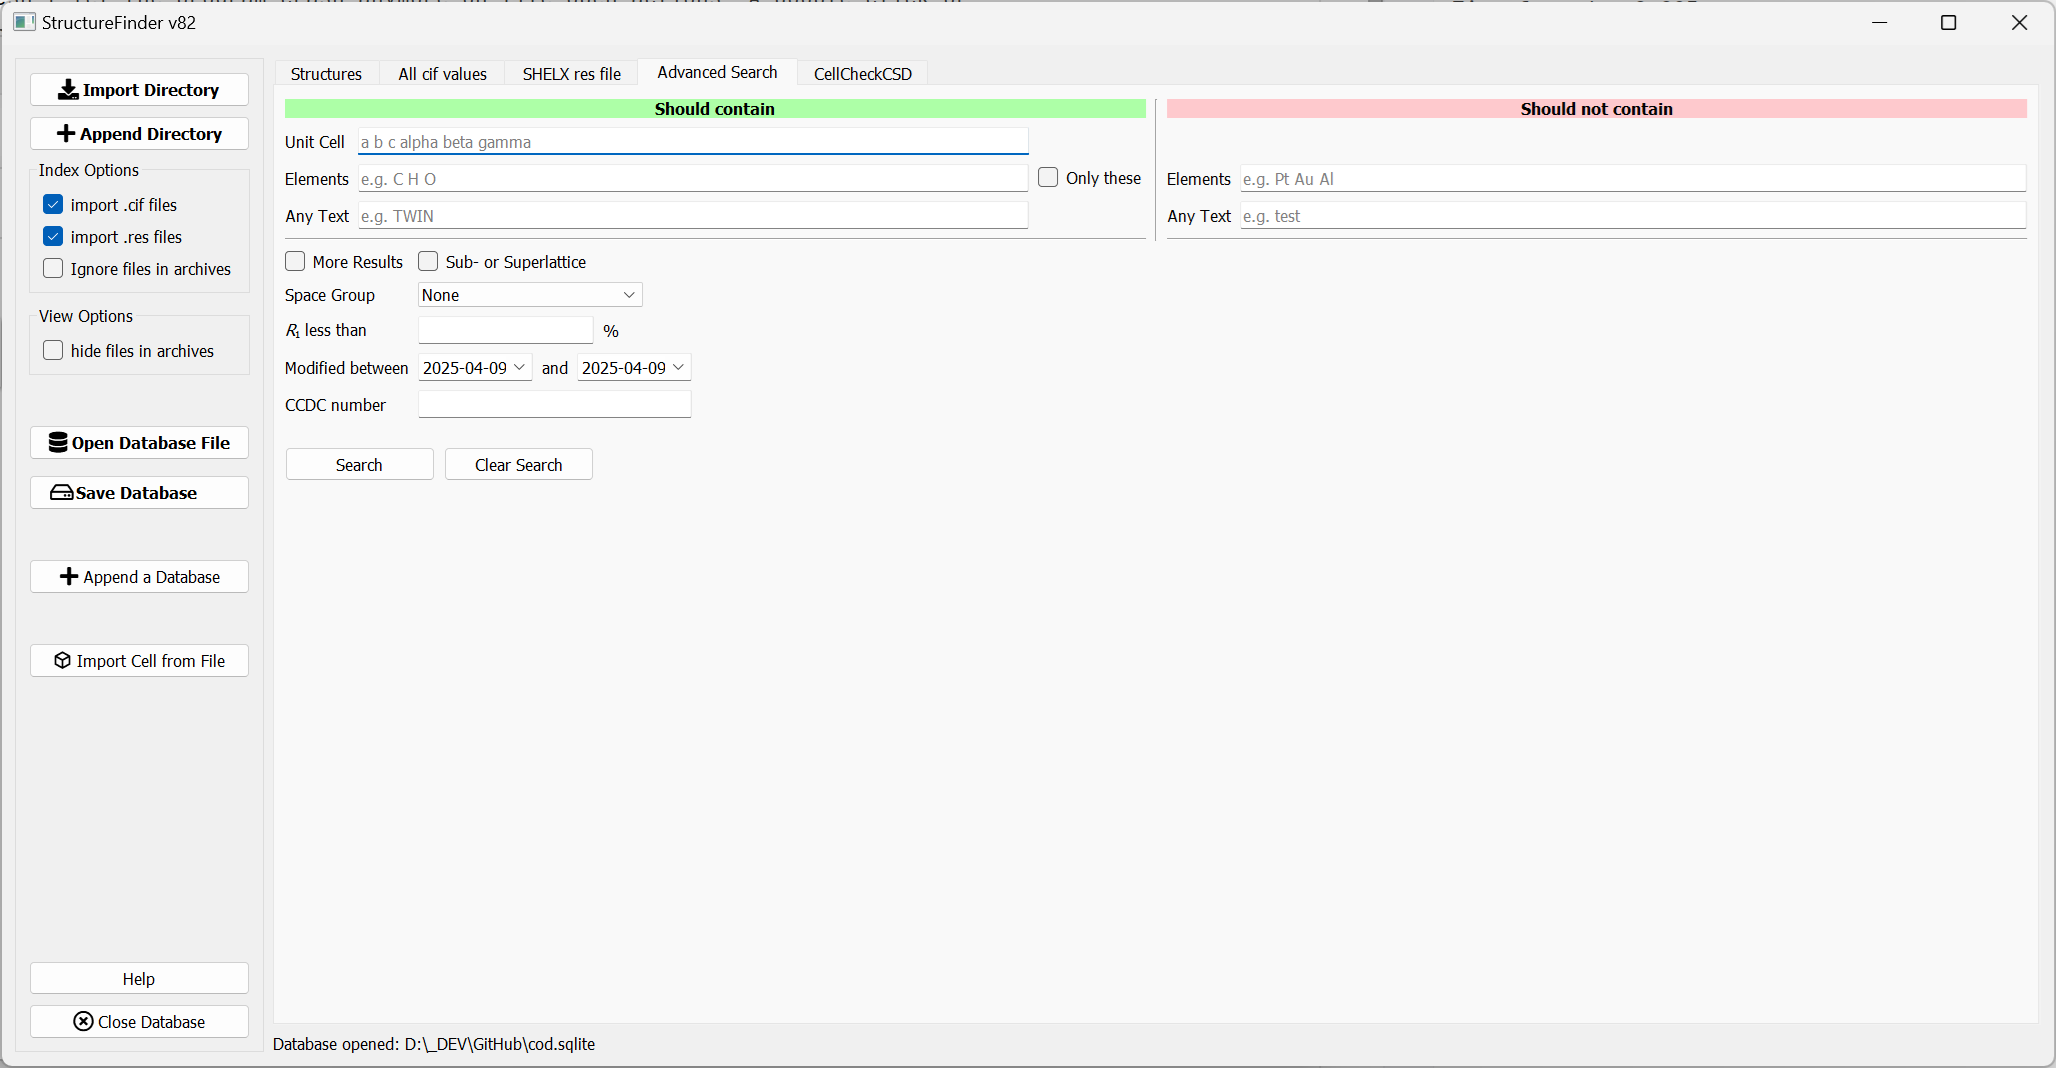 StructureFinder v82
Import Directory
Append Directory
Index Options
import .cif files
import .res files
Ignore files in archives
View Options
hide files in archives
Open Database File
Save Database
Append a Database
Import Cell from File
Help
Close Database
Structures
All cif values
SHELX res file
Advanced Search
CellCheckCSD
Should contain
Unit Cell a b c alpha beta gamma
Elements e.g. C H O Only these
Any Text e.g. TWIN
Should not contain
Elements e.g. Pt Au Al
Any Text e.g. test
More Results Sub- or Superlattice
Space Group None
R1 less than %
Modified between 2025-04-09 and 2025-04-09
CCDC number
Search Clear Search
Database opened: D:\_DEV\GitHub\cod.sqlite